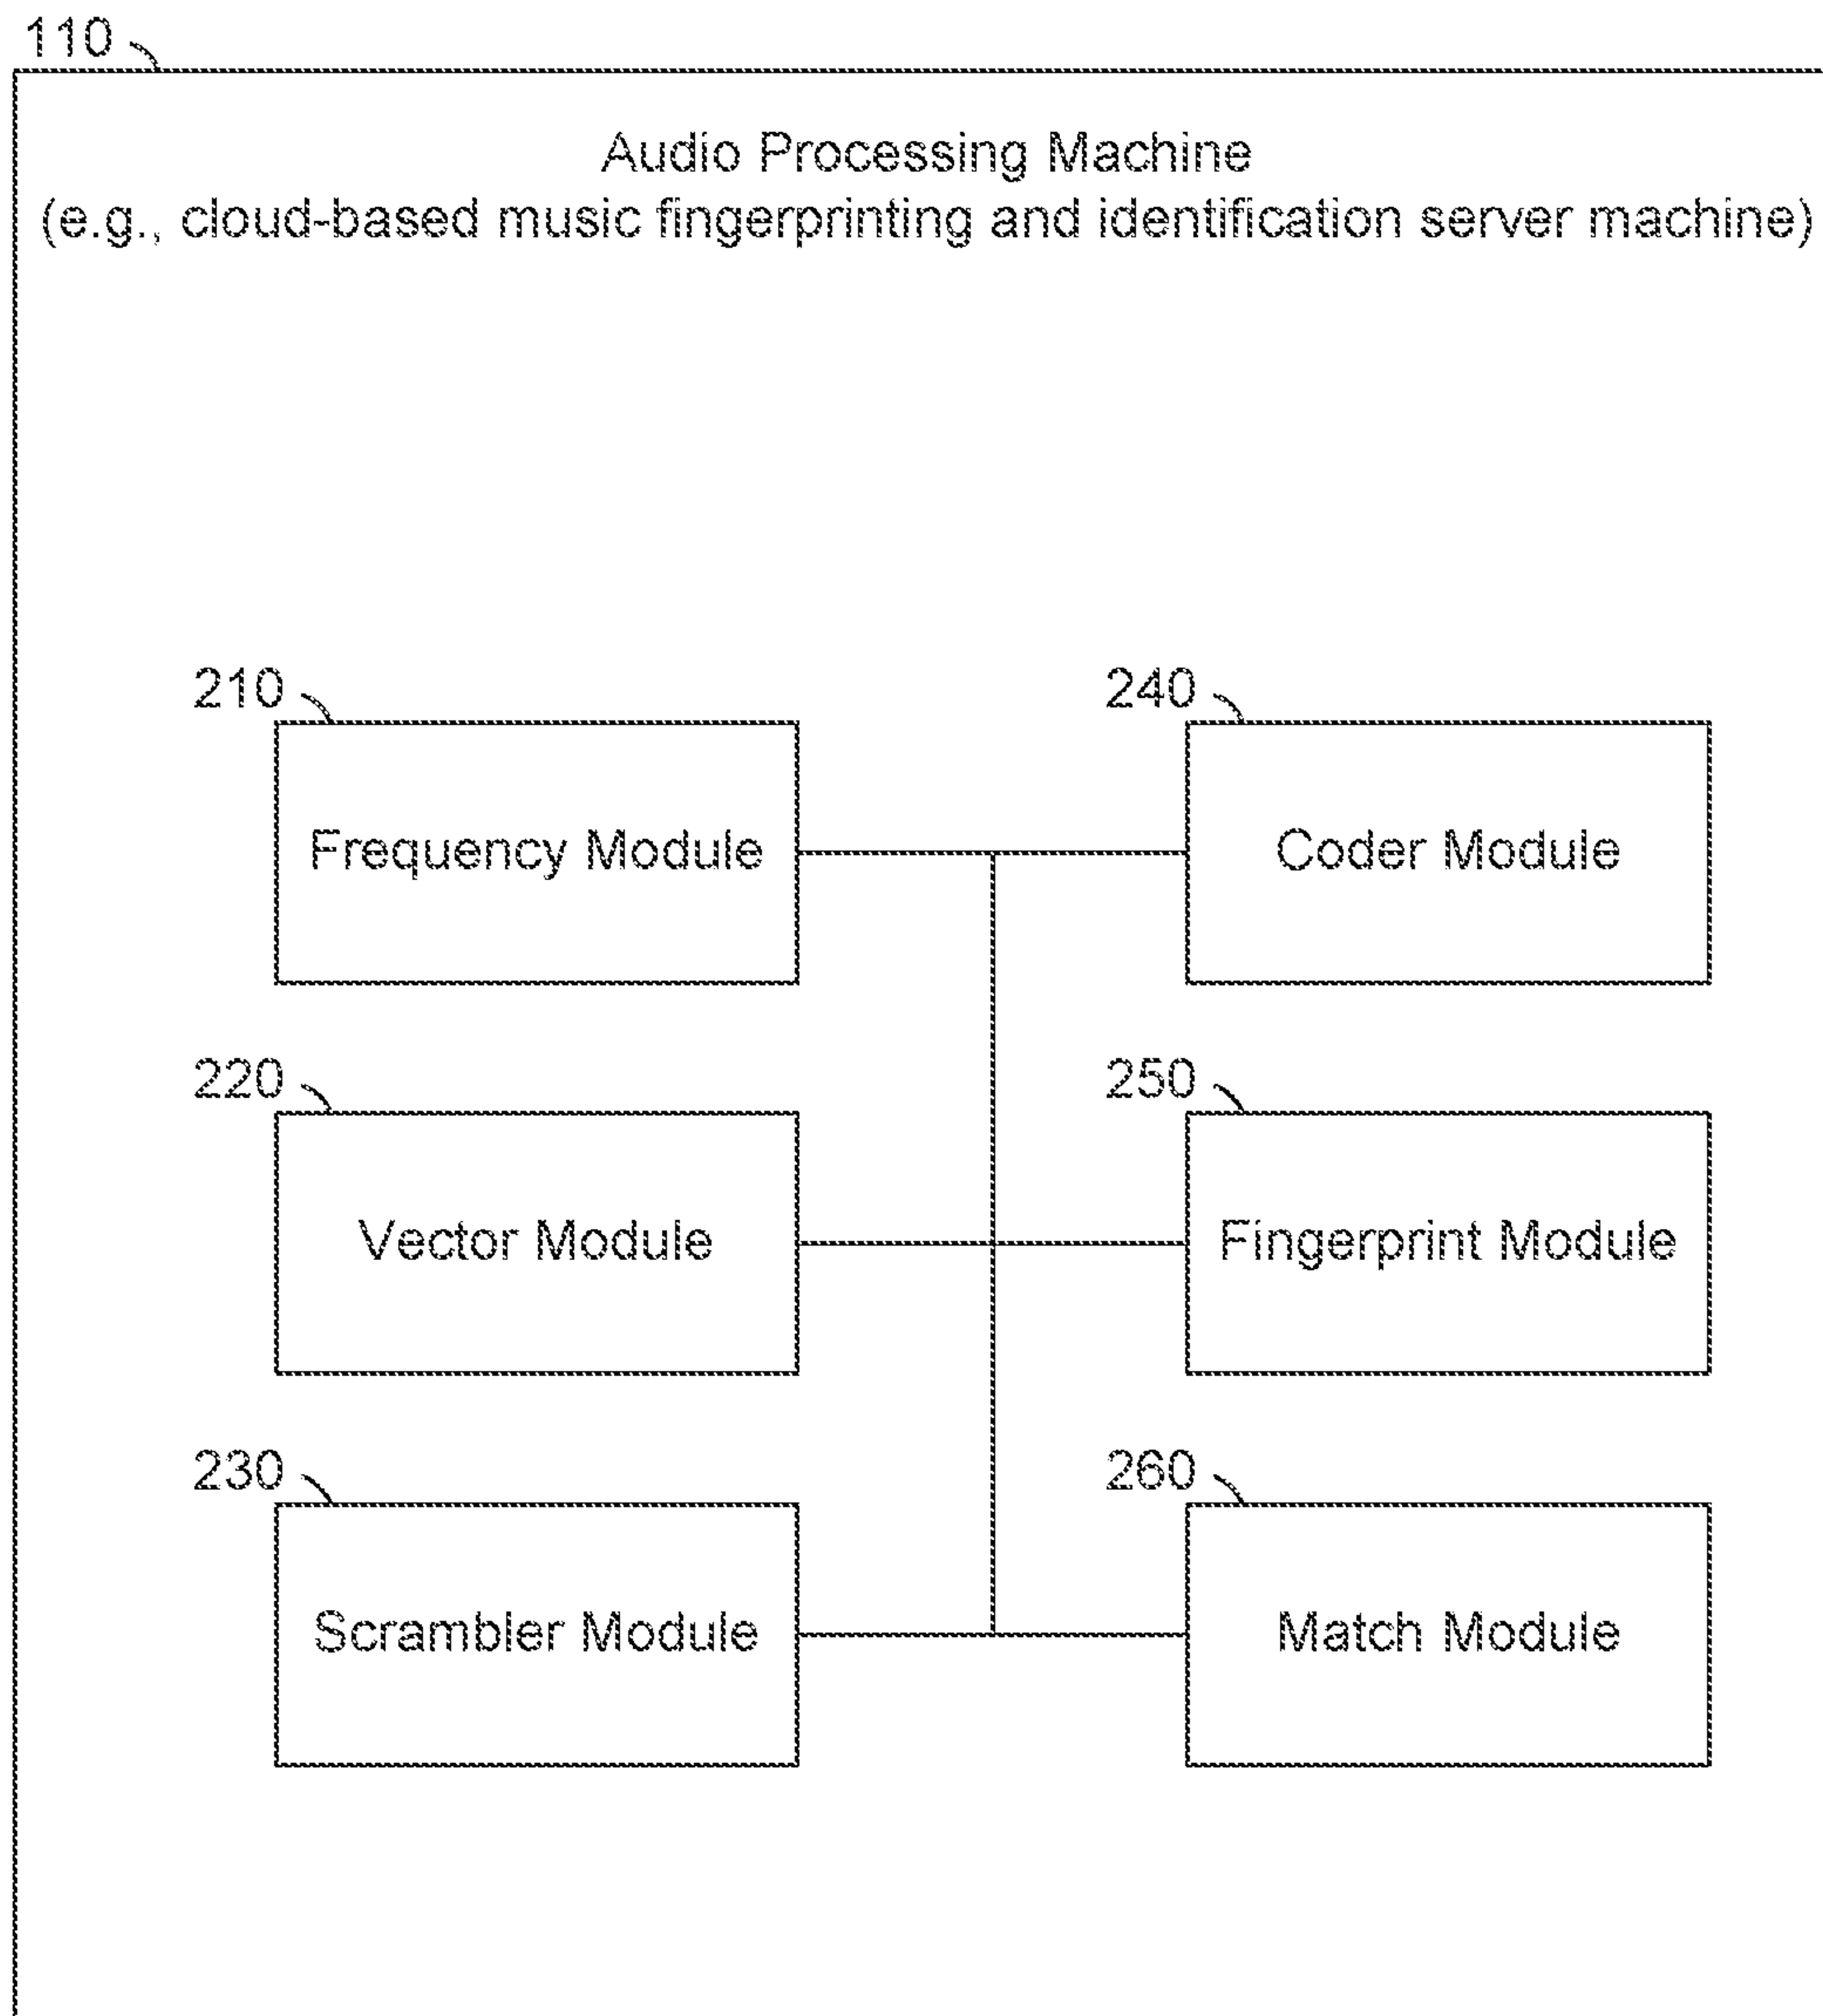 110
Audio Processing Machine
(e.g., cloud-based music fingerprinting and identification server machine)
210
240
Frequency Module
Coder Module
220
250
Vector Module
Fingerprint Module
230
260
Scrambler Module
Match Module